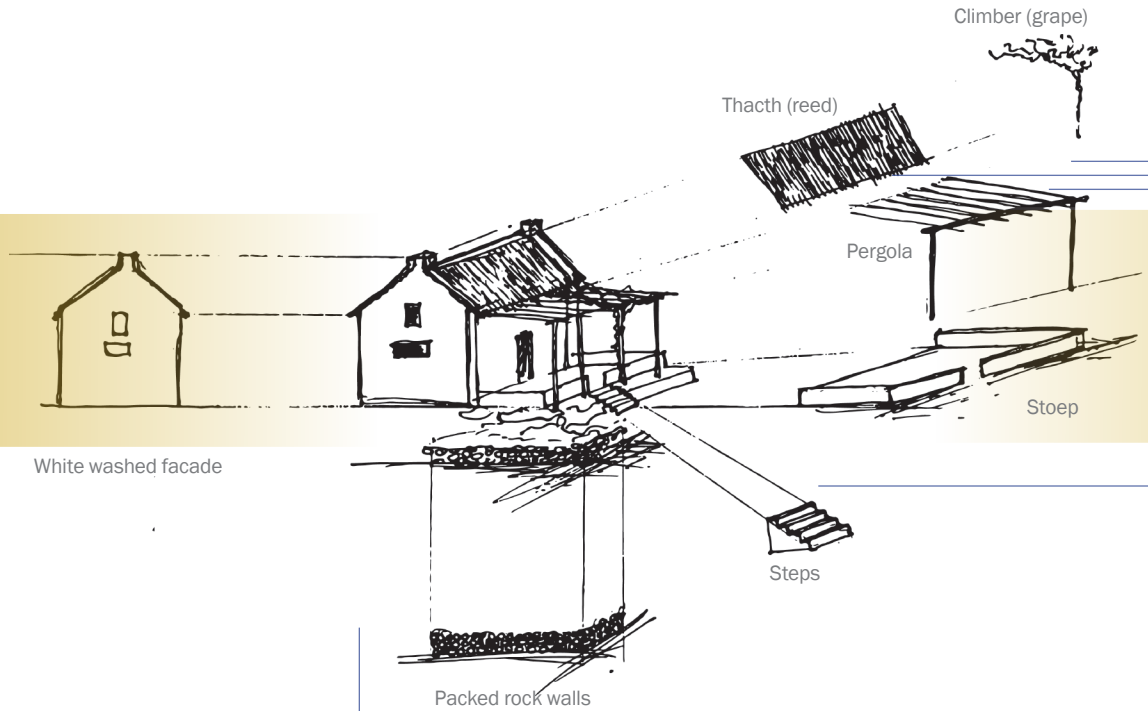 Climber (grape)
Thacth (reed)
Pergola
Stoep
White washed facade
Steps
Packed rock walls